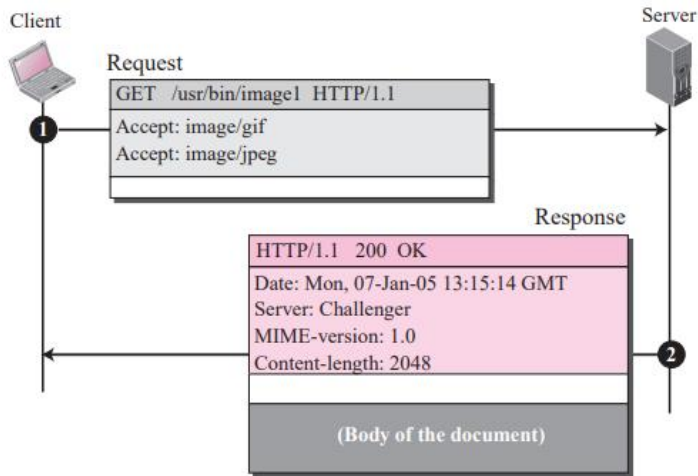 Client
Server
Request
GET /usr/bin/image1 HTTP/1.1
1
Accept: image/gif
Accept: image/jpeg
Response
HTTP/1.1 200 OK
Date: Mon, 07-Jan-05 13:15:14 GMT
Server: Challenger
MIME-version: 1.0
2
Content-length: 2048
(Body of the document)